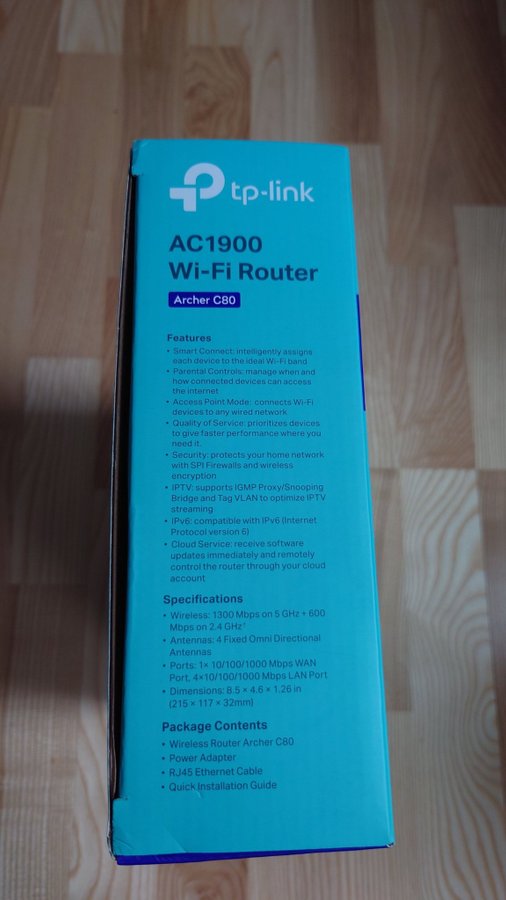 tp-link
AC1900
Wi-Fi Router
Archer C80
Features
• Smart Connect: intelligently assigns
each device to the ideal Wi-Fi band
• Parental Controls: manage when and
how connected devices can access
the internet
• Access Point Mode: connects Wi-Fi
devices to any wired network
• Quality of Service: prioritizes devices
to give faster performance where you
need it.
• Security: protects your home network
with SPI Firewalls and wireless
encryption
• IPTV: supports IGMP Proxy/Snooping
Bridge and Tag VLAN to optimize IPTV
streaming
• IPv6: compatible with IPv6 (Internet
Protocol version 6)
• Cloud Service: receive software
updates immediately and remotely
control the router through your cloud
account
Specifications
• Wireless: 1300 Mbps on 5 GHz + 600
Mbps on 2.4 GHz†
• Antennas: 4 Fixed Omni Directional
Antennas
• Ports: 1× 10/100/1000 Mbps WAN
Port, 4×10/100/1000 Mbps LAN Port
• Dimensions: 8.5 × 4.6 × 1.26 in
(215 × 117 × 32mm)
Package Contents
• Wireless Router Archer C80
• Power Adapter
• RJ45 Ethernet Cable
• Quick Installation Guide